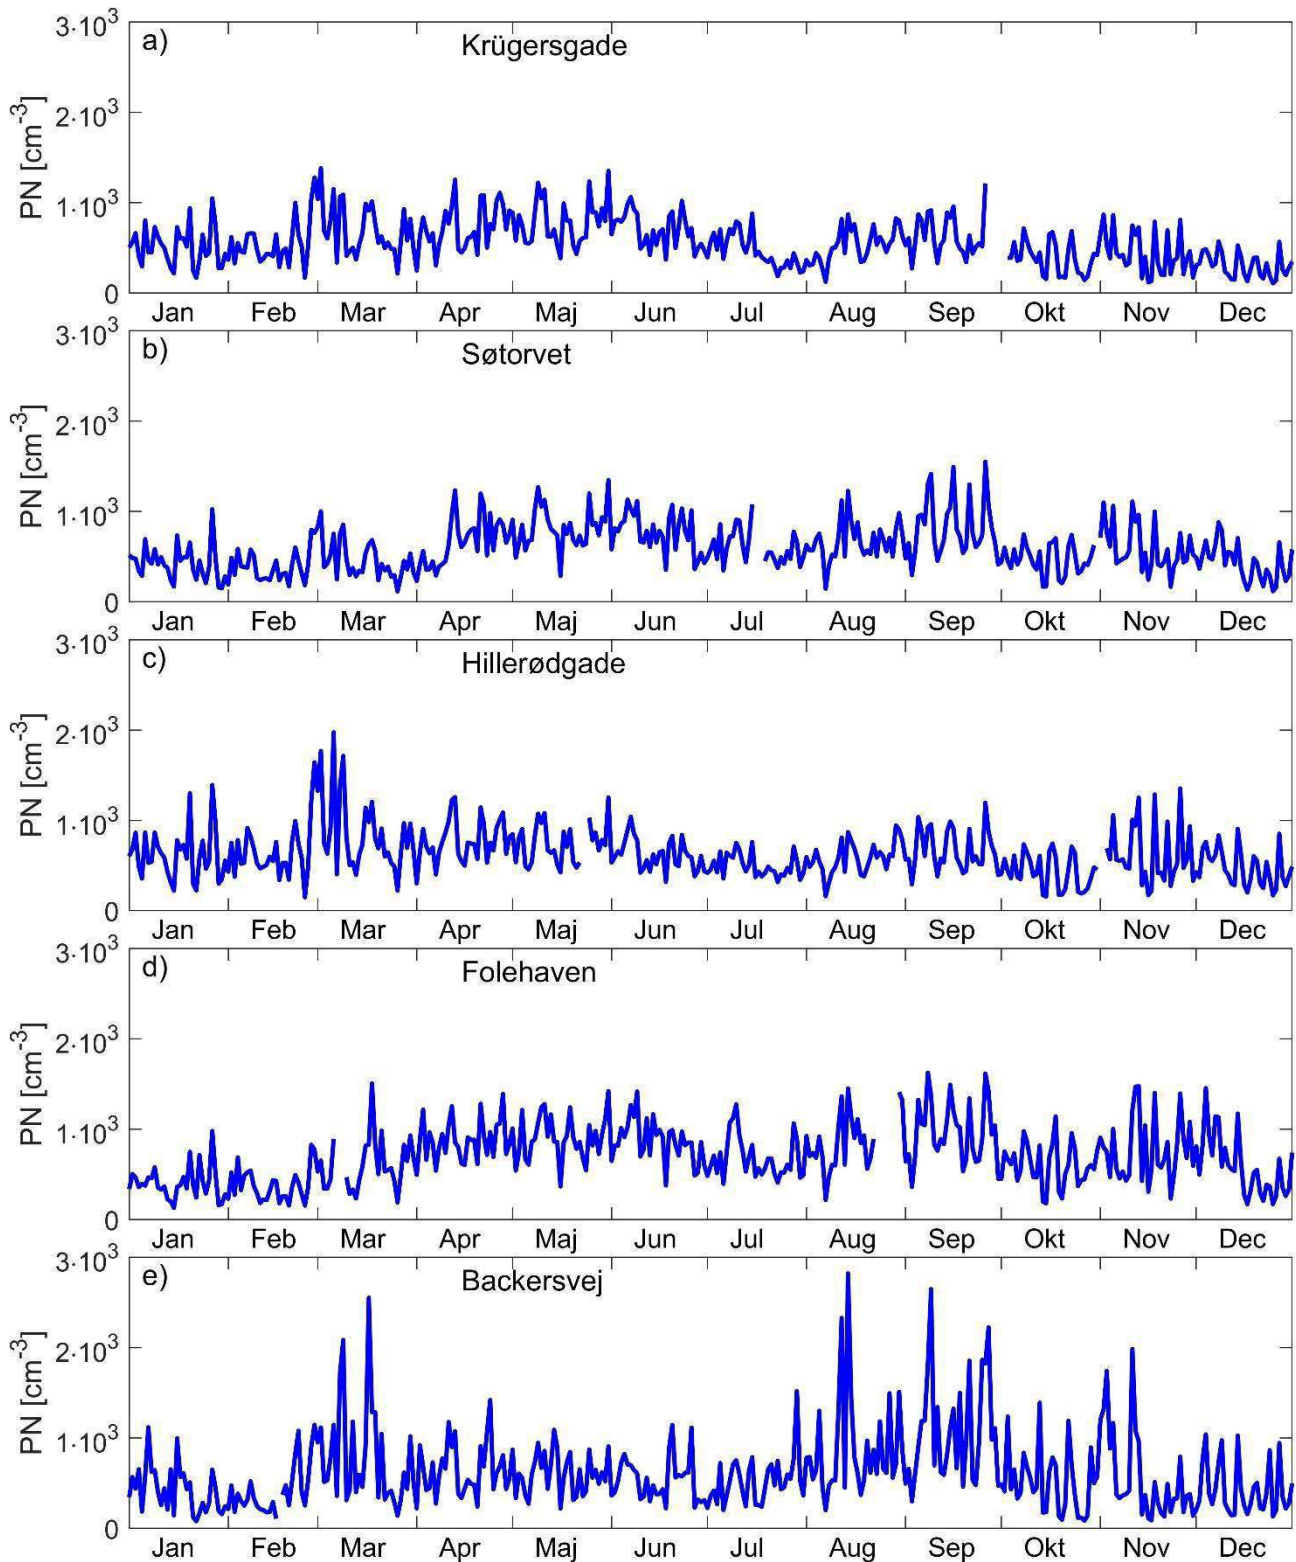 a) Krügersgade
3·10³
2·10³
1·10³
0
PN [cm⁻³]
Jan Feb Mar Apr Maj Jun Jul Aug Sep Okt Nov Dec
b) Søtorvet
3·10³
2·10³
1·10³
0
PN [cm⁻³]
Jan Feb Mar Apr Maj Jun Jul Aug Sep Okt Nov Dec
c) Hillerødgade
3·10³
2·10³
1·10³
0
PN [cm⁻³]
Jan Feb Mar Apr Maj Jun Jul Aug Sep Okt Nov Dec
d) Folehaven
3·10³
2·10³
1·10³
0
PN [cm⁻³]
Jan Feb Mar Apr Maj Jun Jul Aug Sep Okt Nov Dec
e) Backersvej
3·10³
2·10³
1·10³
0
PN [cm⁻³]
Jan Feb Mar Apr Maj Jun Jul Aug Sep Okt Nov Dec